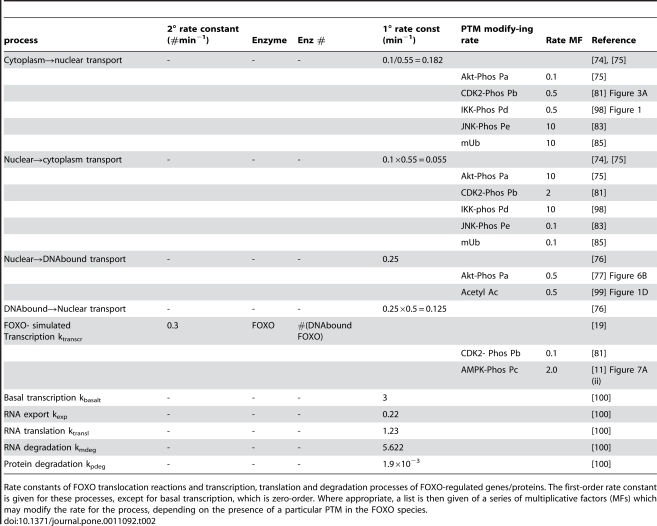 process 2° rate constant (#min−1) Enzyme Enz # 1° rate const (min−1) PTM modify-ing rate Rate MF Reference
Cytoplasm→nuclear transport - - - 0.1/0.55 = 0.182 [74], [75]
Akt-Phos Pa 0.1 [75]
CDK2-Phos Pb 0.5 [81] Figure 3A
IKK-Phos Pd 0.5 [98] Figure 1
JNK-Phos Pe 10 [83]
mUb 10 [85]
Nuclear→cytoplasm transport - - - 0.1×0.55 = 0.055 [74], [75]
Akt-Phos Pa 10 [75]
CDK2-Phos Pb 2 [81]
IKK-phos Pd 10 [98]
JNK-Phos Pe 0.1 [83]
mUb 0.1 [85]
Nuclear→DNAbound transport - - - 0.25 [76]
Akt-Phos Pa 0.5 [77] Figure 6B
Acetyl Ac 0.5 [99] Figure 1D
DNAbound→Nuclear transport - - - 0.25×0.5 = 0.125 [76]
FOXO- simulated Transcription ktranscr 0.3 FOXO #(DNAbound FOXO) [19]
CDK2- Phos Pb 0.1 [81]
AMPK-Phos Pc 2.0 [11] Figure 7A (ii)
Basal transcription kbasalt - - - 3 [100]
RNA export kexp - - - 0.22 [100]
RNA translation ktransl - - - 1.23 [100]
RNA degradation kmdeg - - - 5.622 [100]
Protein degradation kpdeg - - - 1.9×10−3 [100]
Rate constants of FOXO translocation reactions and transcription, translation and degradation processes of FOXO-regulated genes/proteins. The first-order rate constant
is given for these processes, except for basal transcription, which is zero-order. Where appropriate, a list is then given of a series of multiplicative factors (MFs) which
may modify the rate for the process, depending on the presence of a particular PTM in the FOXO species.
doi:10.1371/journal.pone.0011092.t002